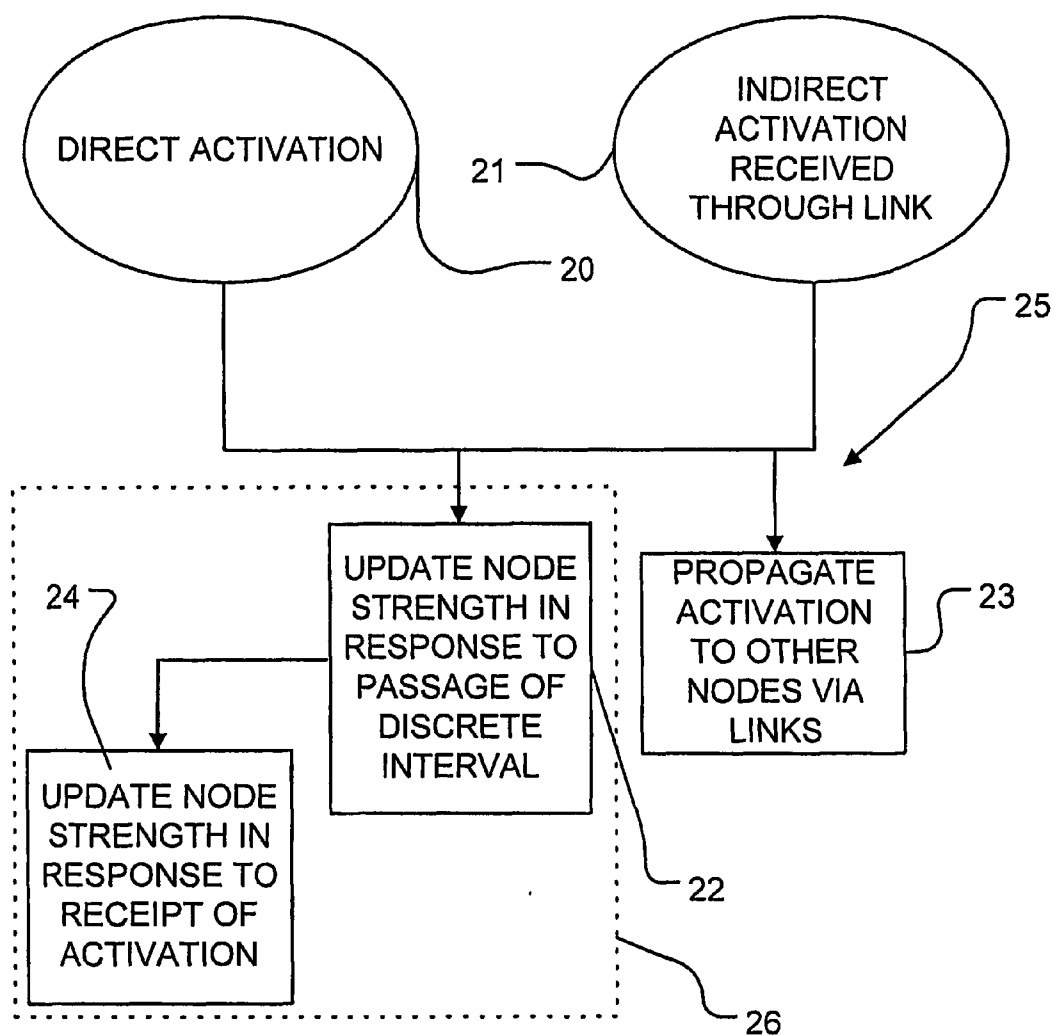 DIRECT ACTIVATION
INDIRECT
ACTIVATION
RECEIVED
THROUGH LINK
21
20
25
UPDATE NODE
STRENGTH IN
RESPONSE TO
PASSAGE OF
DISCRETE
INTERVAL
PROPAGATE
ACTIVATION
TO OTHER
NODES VIA
LINKS
23
24
UPDATE NODE
STRENGTH IN
RESPONSE TO
RECEIPT OF
ACTIVATION
22
26